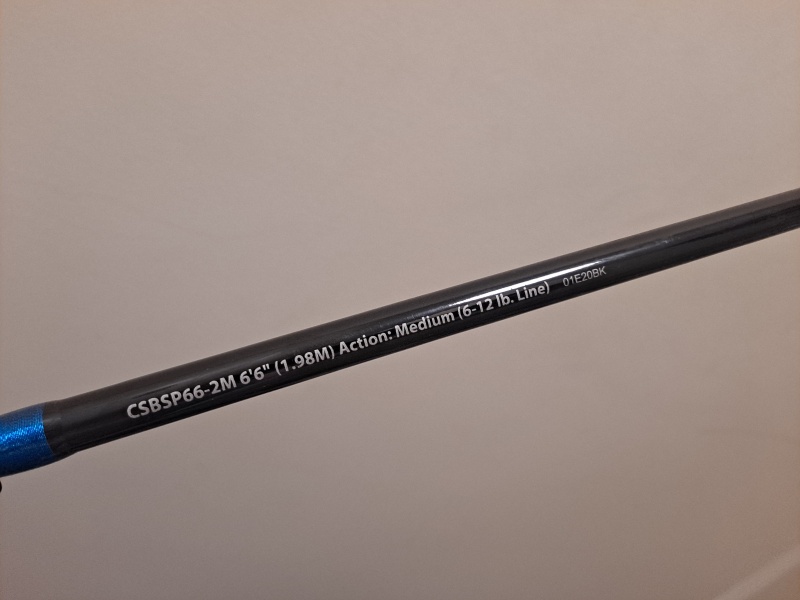 CSBSP66-2M 6'6" (1.98M) Action: Medium (6-12 lb. Line) 01E20BK